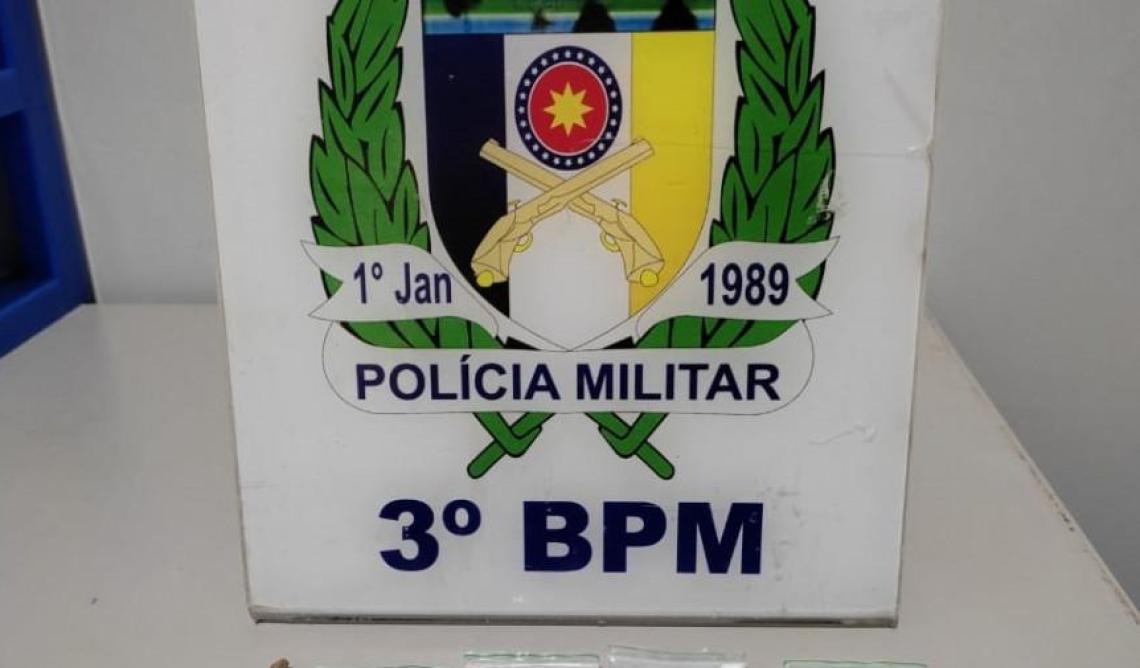 1º Jan 1989
POLÍCIA MILITAR
3º BPM